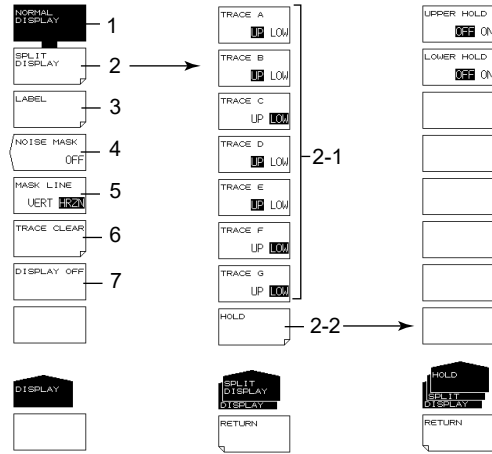 NORMAL
DISPLAY
1
SPLIT
DISPLAY
2
LABEL
3
NOISE MASK
OFF
4
MASK LINE
VERT HRZN
5
TRACE CLEAR
6
DISPLAY OFF
7
DISPLAY
TRACE A
UP LOW
TRACE B
UP LOW
TRACE C
UP LOW
TRACE D
UP LOW
TRACE E
UP LOW
TRACE F
UP LOW
TRACE G
UP LOW
2-1
HOLD
2-2
SPLIT
DISPLAY
DISPLAY
RETURN
UPPER HOLD
OFF ON
LOWER HOLD
OFF ON
HOLD
SPLIT
DISPLAY
RETURN